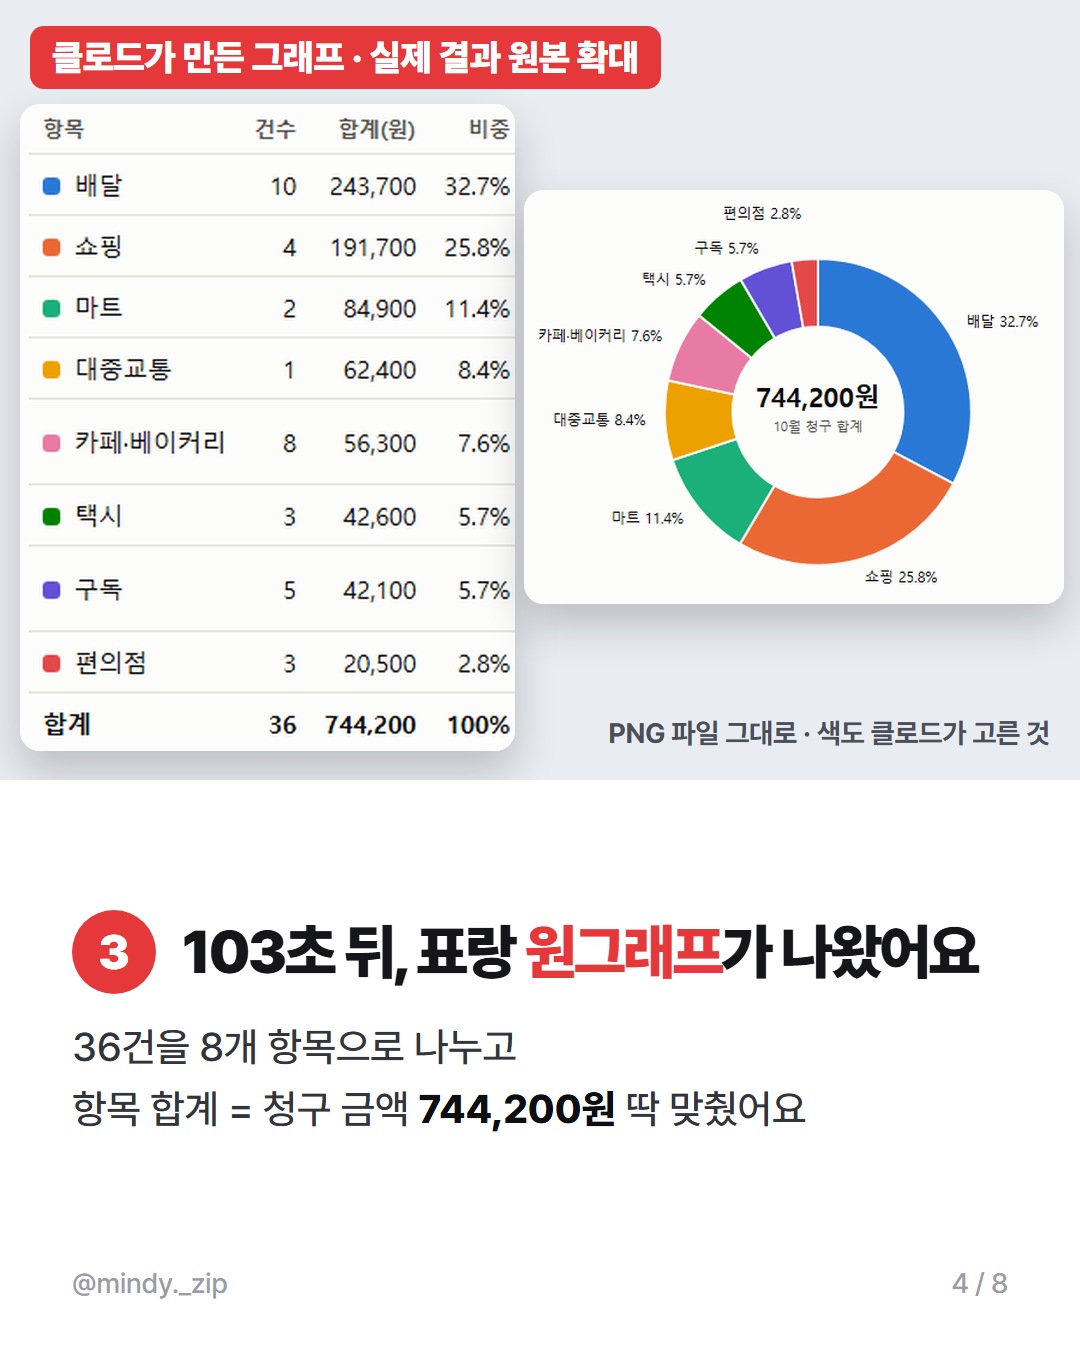 클로드가 만든 그래프 · 실제 결과 원본 확대
항목 건수 합계(원) 비중
배달 10 243,700 32.7%
쇼핑 4 191,700 25.8%
마트 2 84,900 11.4%
대중교통 1 62,400 8.4%
카페·베이커리 8 56,300 7.6%
택시 3 42,600 5.7%
구독 5 42,100 5.7%
편의점 3 20,500 2.8%
합계 36 744,200 100%
편의점 2.8%
구독 5.7%
택시 5.7%
카페·베이커리 7.6%
대중교통 8.4%
마트 11.4%
쇼핑 25.8%
배달 32.7%
744,200원
10월 청구 합계
PNG 파일 그대로 · 색도 클로드가 고른 것
3 103초 뒤, 표랑 원그래프가 나왔어요
36건을 8개 항목으로 나누고
항목 합계 = 청구 금액 744,200원 딱 맞췄어요
@mindy._zip
4 / 8